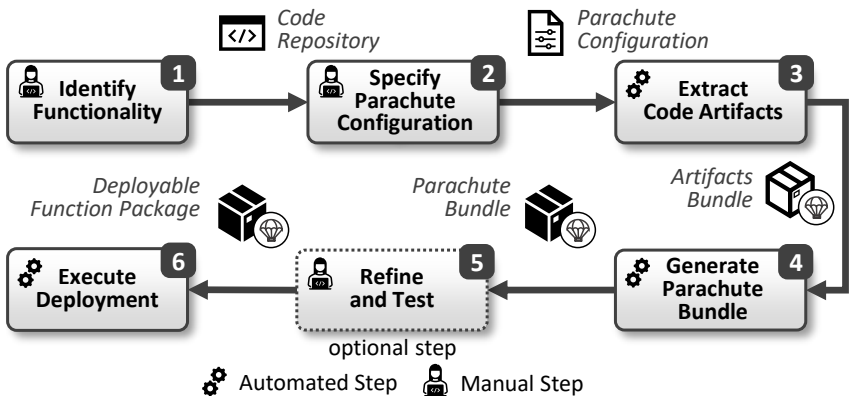 Code
Repository
Parachute
Configuration
1
Identify
Functionality
2
Specify
Parachute
Configuration
3
Extract
Code Artifacts
Deployable
Function Package
Parachute
Bundle
Artifacts
Bundle
6
Execute
Deployment
5
Refine
and Test
4
Generate
Parachute
Bundle
optional step
Automated Step
Manual Step